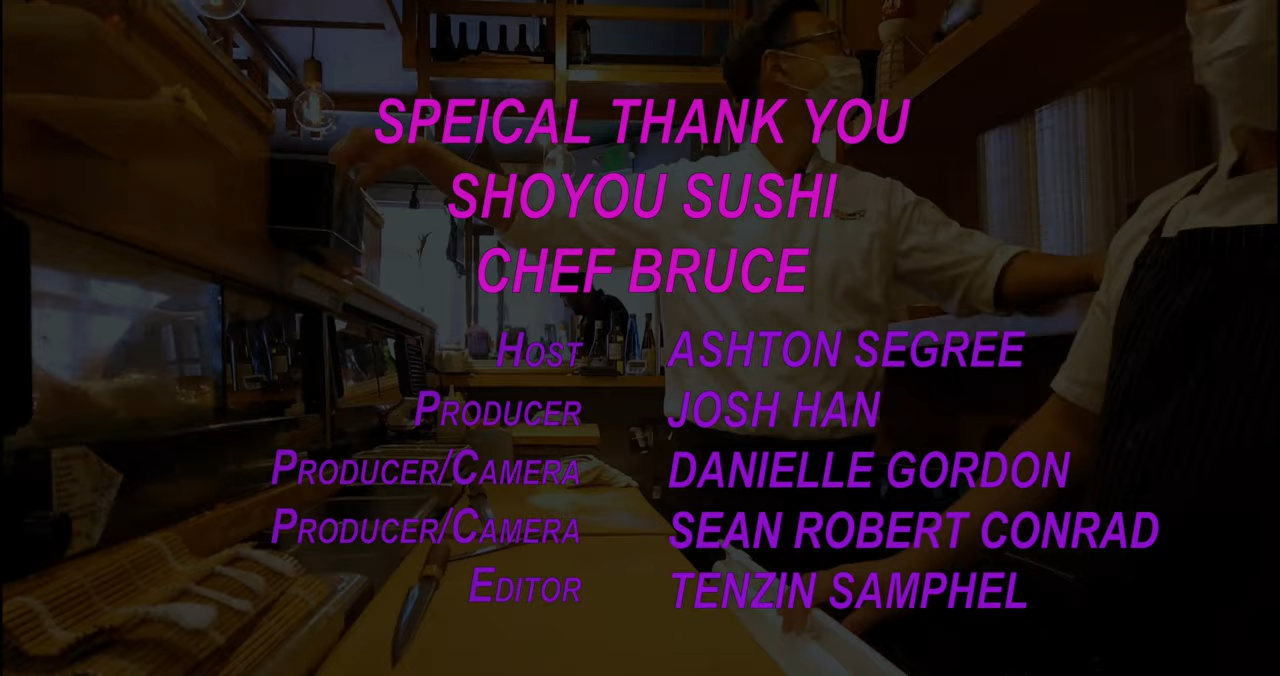 SPEICAL THANK YOU
SHOYOU SUSHI
CHEF BRUCE
HOST ASHTON SEGREE
PRODUCER JOSH HAN
PRODUCER/CAMERA DANIELLE GORDON
PRODUCER/CAMERA SEAN ROBERT CONRAD
EDITOR TENZIN SAMPHEL